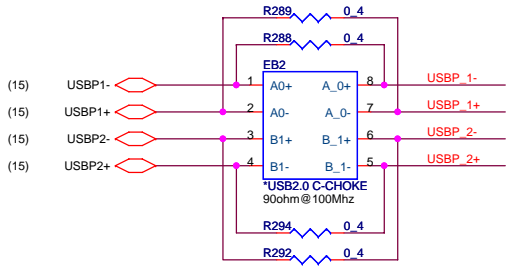 R289 0_4
R288 0_4
EB2
(15) USBP1- 1 A0+ A_0+ 8 USBP_1-
(15) USBP1+ 2 A0- A_0- 7 USBP_1+
(15) USBP2- 3 B1+ B_1+ 6 USBP_2-
(15) USBP2+ 4 B1- B_1- 5 USBP_2+
*USB2.0 C-CHOKE
90ohm@100Mhz
R294 0_4
R292 0_4